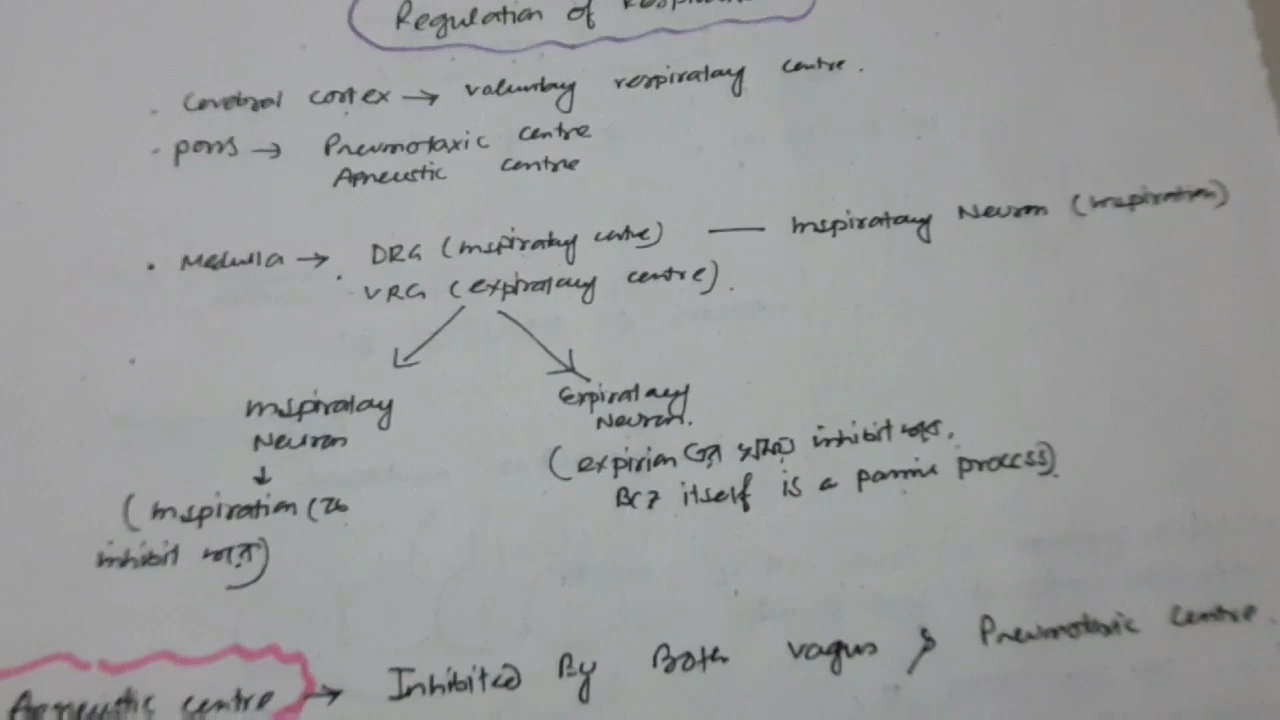 Regulation of
. Cerebral cortex → voluntary respiratory centre.
. Pons → Pneumotaxic centre
Apneustic centre
. Medulla → DRG (inspiratory centre) — Inspiratory Neuron (inspiration)
. VRG (expiratory centre).
Inspiratory Expiratory
Neuron Neuron.
↓
(expirion inhibit
Bcz itself is a passive process)
(Inspiration
inhibit করে)
Apneustic centre → Inhibited By Both vagus & Pneumotaxic centre.